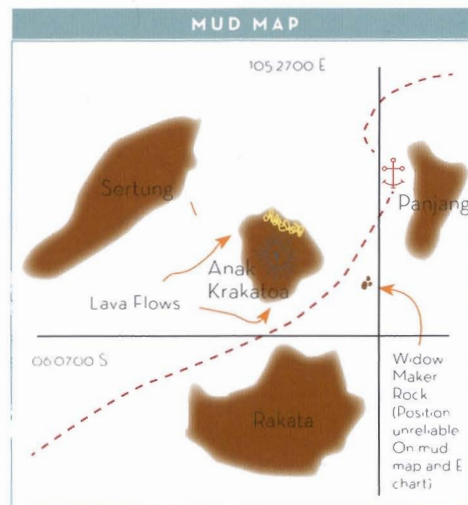 MUD MAP
105.2700 E
Sertung
Panjang
Anak
Krakatoa
Lava Flows
06.0700 S
Rakata
Widow
Maker
Rock
(Position
unreliable
On mud
map and E
chart)